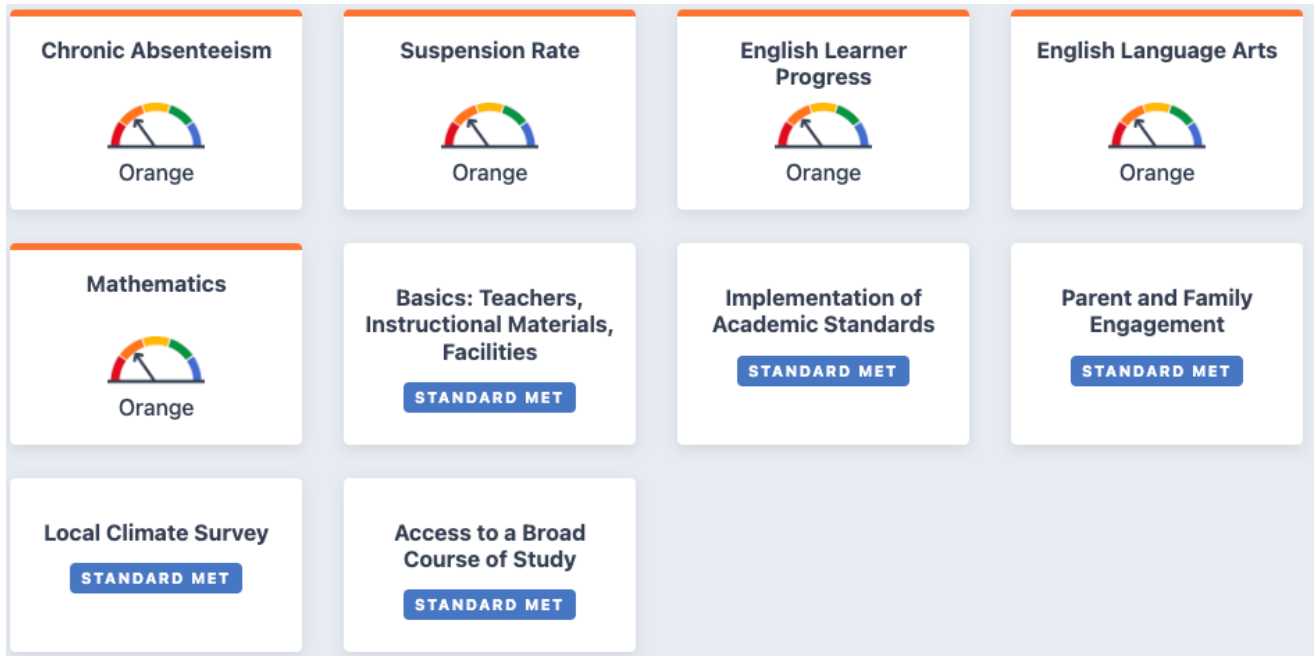 Chronic Absenteeism
Orange
Suspension Rate
Orange
English Learner
Progress
Orange
English Language Arts
Orange
Mathematics
Orange
Basics: Teachers,
Instructional Materials,
Facilities
STANDARD MET
Implementation of
Academic Standards
STANDARD MET
Parent and Family
Engagement
STANDARD MET
Local Climate Survey
STANDARD MET
Access to a Broad
Course of Study
STANDARD MET